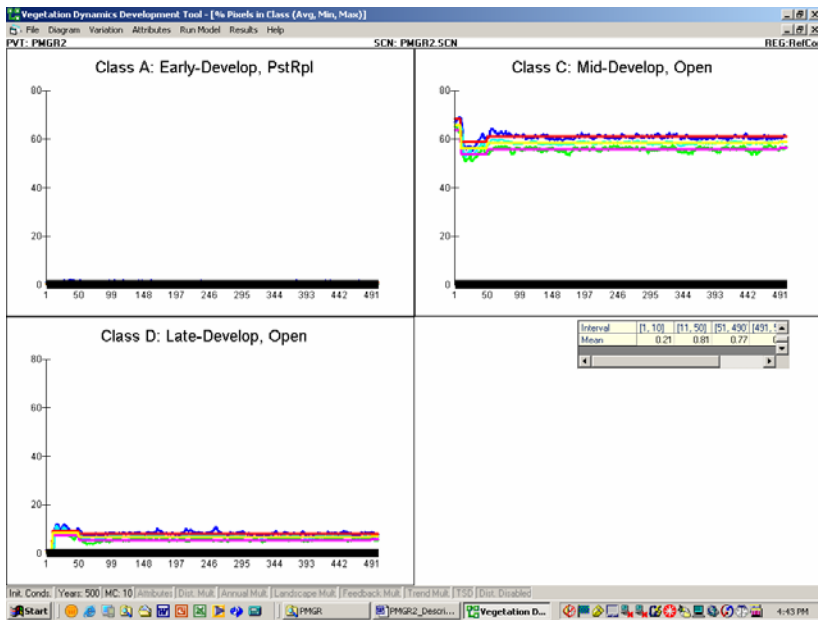 Vegetation Dynamics Development Tool - [% Pixels in Class (Avg, Min, Max)]
File Diagram Variation Attributes Run Model Results Help
PVT: PMGR2 SCN: PMGR2.SCN REG:RefCo
Class A: Early-Develop, PstRpl
80
60
40
20
0
1 50 99 148 197 246 295 344 393 442 491
Class C: Mid-Develop, Open
80
60
40
20
0
1 50 99 148 197 246 295 344 393 442 491
Class D: Late-Develop, Open
80
60
40
20
0
1 50 99 148 197 246 295 344 393 442 491
Interval [1, 10] [11, 50] [51, 490] [491,
Mean 0.21 0.81 0.77
Init. Conds. Years: 500 MC: 10 Attributes Dist. Mult Annual Mult Landscape Mult Feedback Mult Trend Mult TSD Dist. Disabled
Start PMGR PMGR2_Descri... Vegetation D... 4:43 PM